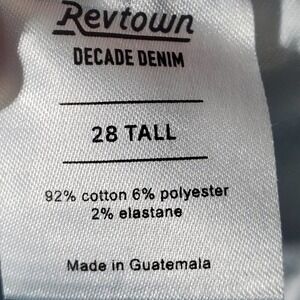 Revtown
DECADE DENIM
28 TALL
92% cotton 6% polyester
2% elastane
Made in Guatemala